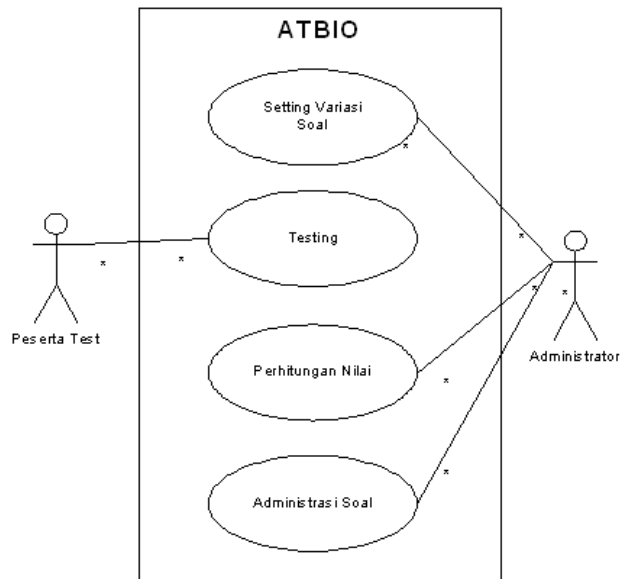 ATBIO
Setting Variasi
Soal
*
*
Testing
*
*
Peserta Test
*
*
Administrator
Perhitungan Nilai
*
*
Administrasi Soal